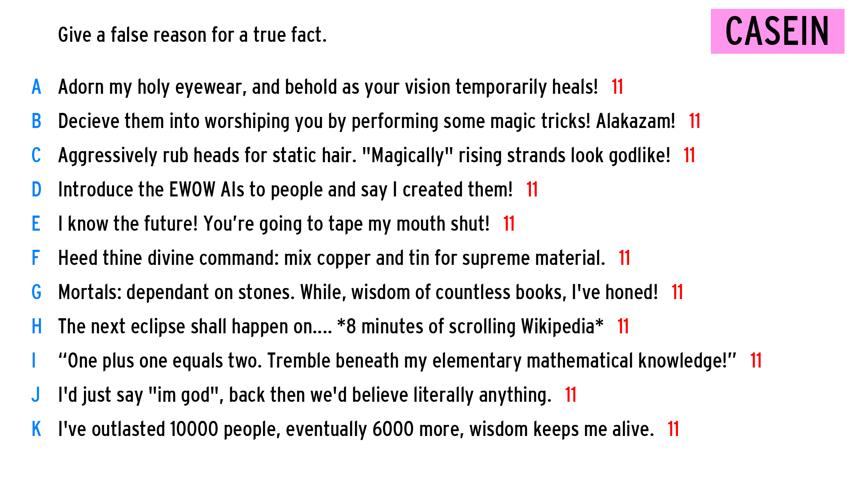 Give a false reason for a true fact.
CASEIN
A Adorn my holy eyewear, and behold as your vision temporarily heals! 11
B Decieve them into worshiping you by performing some magic tricks! Alakazam! 11
C Aggressively rub heads for static hair. "Magically" rising strands look godlike! 11
D Introduce the EWOW AIs to people and say I created them! 11
E I know the future! You're going to tape my mouth shut! 11
F Heed thine divine command: mix copper and tin for supreme material. 11
G Mortals: dependant on stones. While, wisdom of countless books, I've honed! 11
H The next eclipse shall happen on.... *8 minutes of scrolling Wikipedia* 11
I “One plus one equals two. Tremble beneath my elementary mathematical knowledge!” 11
J I'd just say "im god", back then we'd believe literally anything. 11
K I've outlasted 10000 people, eventually 6000 more, wisdom keeps me alive. 11